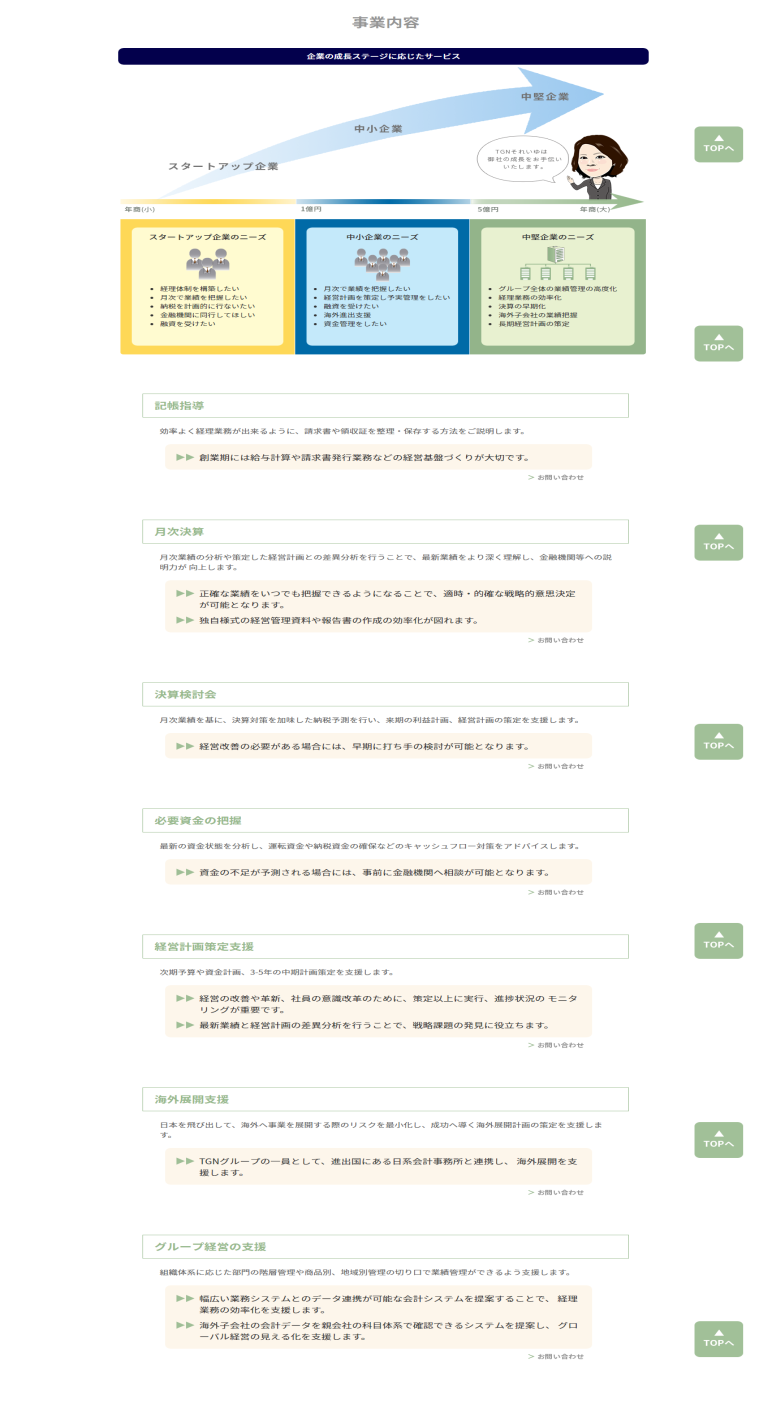 事業内容
企業の成長ステージに応じたサービス
中堅企業
中小企業
スタートアップ企業
TGNそれいゆは
御社の成長をお手伝い
いたします。
年商(小)
1億円
5億円
年商(大)
スタートアップ企業のニーズ
• 経理体制を構築したい
• 月次で業績を把握したい
• 納税を計画的に行ないたい
• 金融機関に同行してほしい
• 融資を受けたい
中小企業のニーズ
• 月次で業績を把握したい
• 経営計画を策定し予実管理をしたい
• 融資を受けたい
• 海外進出支援
• 資金管理をしたい
中堅企業のニーズ
• グループ全体の業績管理の高度化
• 経理業務の効率化
• 決算の早期化
• 海外子会社の業績把握
• 長期経営計画の策定
▲
TOPへ
▲
TOPへ
記帳指導
効率よく経理業務が出来るように、請求書や領収証を整理・保存する方法をご説明します。
▶▶ 創業期には給与計算や請求書発行業務などの経営基盤づくりが大切です。
> お問い合わせ
月次決算
▲
TOPへ
月次業績の分析や策定した経営計画との差異分析を行うことで、最新業績をより深く理解し、金融機関等への説
明力が 向上します。
▶▶ 正確な業績をいつでも把握できるようになることで、適時・的確な戦略的意思決定
が可能となります。
▶▶ 独自様式の経営管理資料や報告書の作成の効率化が図れます。
> お問い合わせ
決算検討会
月次業績を基に、決算対策を加味した納税予測を行い、来期の利益計画、経営計画の策定を支援します。
▶▶ 経営改善の必要がある場合には、早期に打ち手の検討が可能となります。
▲
TOPへ
> お問い合わせ
必要資金の把握
最新の資金状態を分析し、運転資金や納税資金の確保などのキャッシュフロー対策をアドバイスします。
▶▶ 資金の不足が予測される場合には、事前に金融機関へ相談が可能となります。
> お問い合わせ
経営計画策定支援
▲
TOPへ
次期予算や資金計画、3-5年の中期計画策定を支援します。
▶▶ 経営の改善や革新、社員の意識改革のために、策定以上に実行、進捗状況の モニタ
リングが重要です。
▶▶ 最新業績と経営計画の差異分析を行うことで、戦略課題の発見に役立ちます。
> お問い合わせ
海外展開支援
日本を飛び出して、海外へ事業を展開する際のリスクを最小化し、成功へ導く海外展開計画の策定を支援しま
す。
▲
TOPへ
▶▶ TGNグループの一員として、進出国にある日系会計事務所と連携し、 海外展開を支
援します。
> お問い合わせ
グループ経営の支援
組織体系に応じた部門の階層管理や商品別、地域別管理の切り口で業績管理ができるよう支援します。
▶▶ 幅広い業務システムとのデータ連携が可能な会計システムを提案することで、 経理
業務の効率化を支援します。
▶▶ 海外子会社の会計データを親会社の科目体系で確認できるシステムを提案し、 グロ
ーバル経営の見える化を支援します。
▲
TOPへ
> お問い合わせ